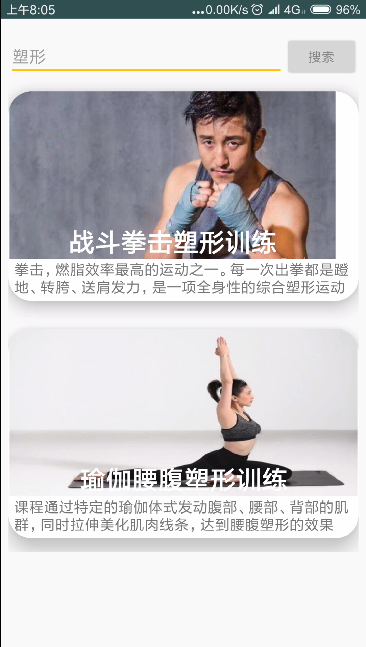 上午8:05 ...0.00K/s 4G 96%
塑形 搜索
战斗拳击塑形训练
拳击，燃脂效率最高的运动之一。每一次出拳都是蹬
地、转胯、送肩发力，是一项全身性的综合塑形运动
瑜伽腰腹塑形训练
课程通过特定的瑜伽体式发动腹部、腰部、背部的肌
群，同时拉伸美化肌肉线条，达到腰腹塑形的效果